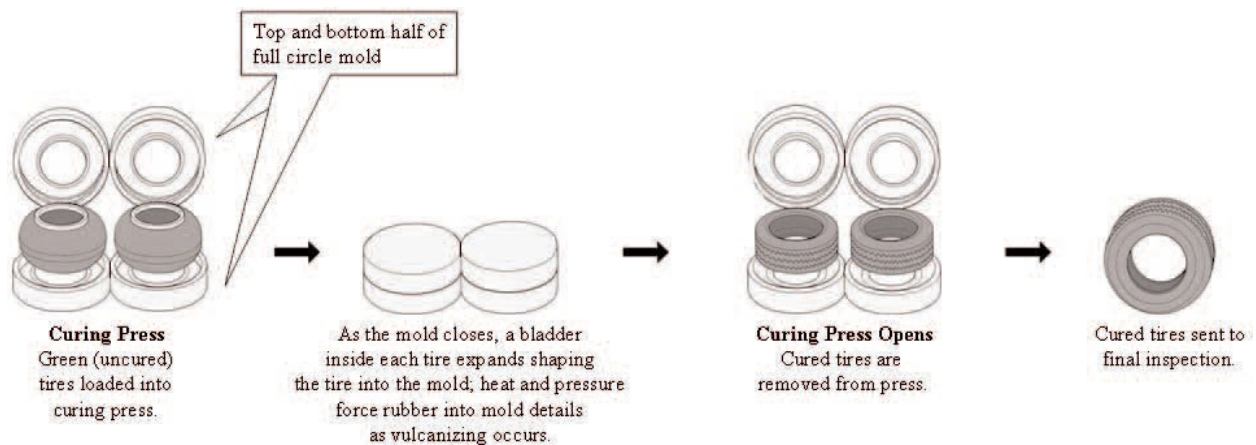 Top and bottom half of
full circle mold
Curing Press
Green (uncured)
tires loaded into
curing press.
As the mold closes, a bladder
inside each tire expands shaping
the tire into the mold; heat and pressure
force rubber into mold details
as vulcanizing occurs.
Curing Press Opens
Cured tires are
removed from press.
Cured tires sent to
final inspection.